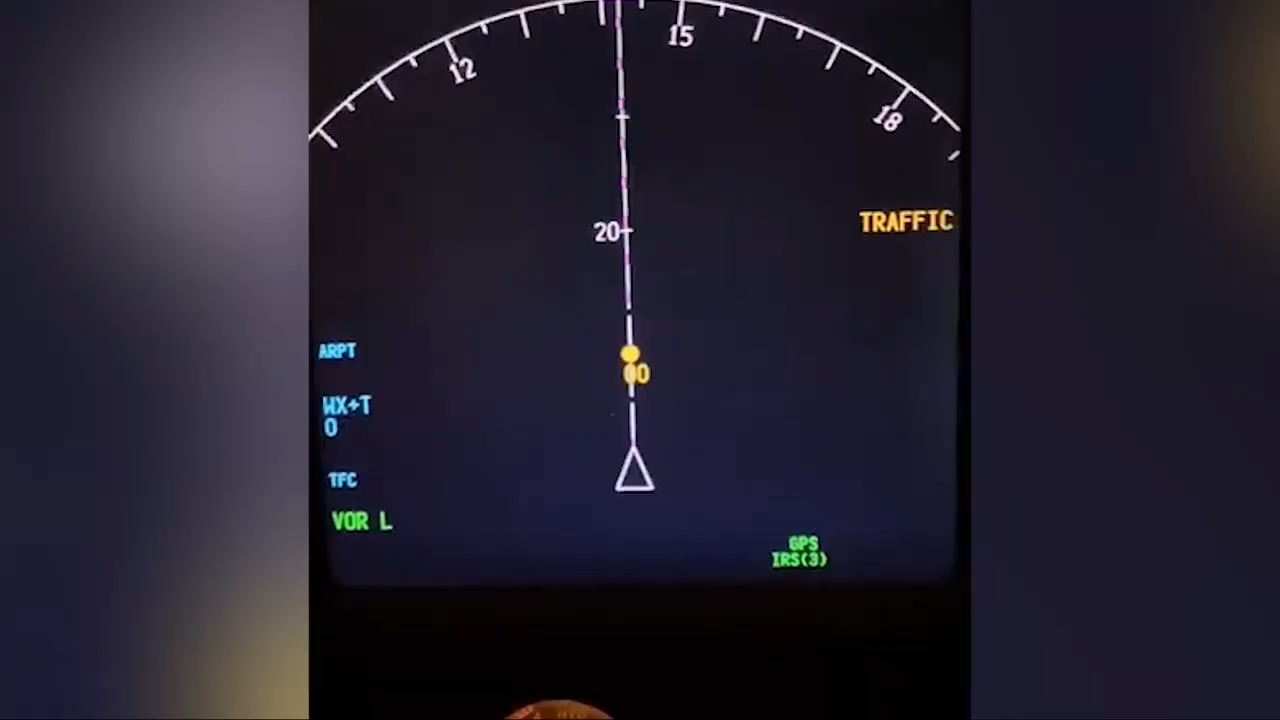 12
15
18
20
TRAFFIC
00
ARPT
WX+T
0
TFC
VOR L
GPS
IRS(3)